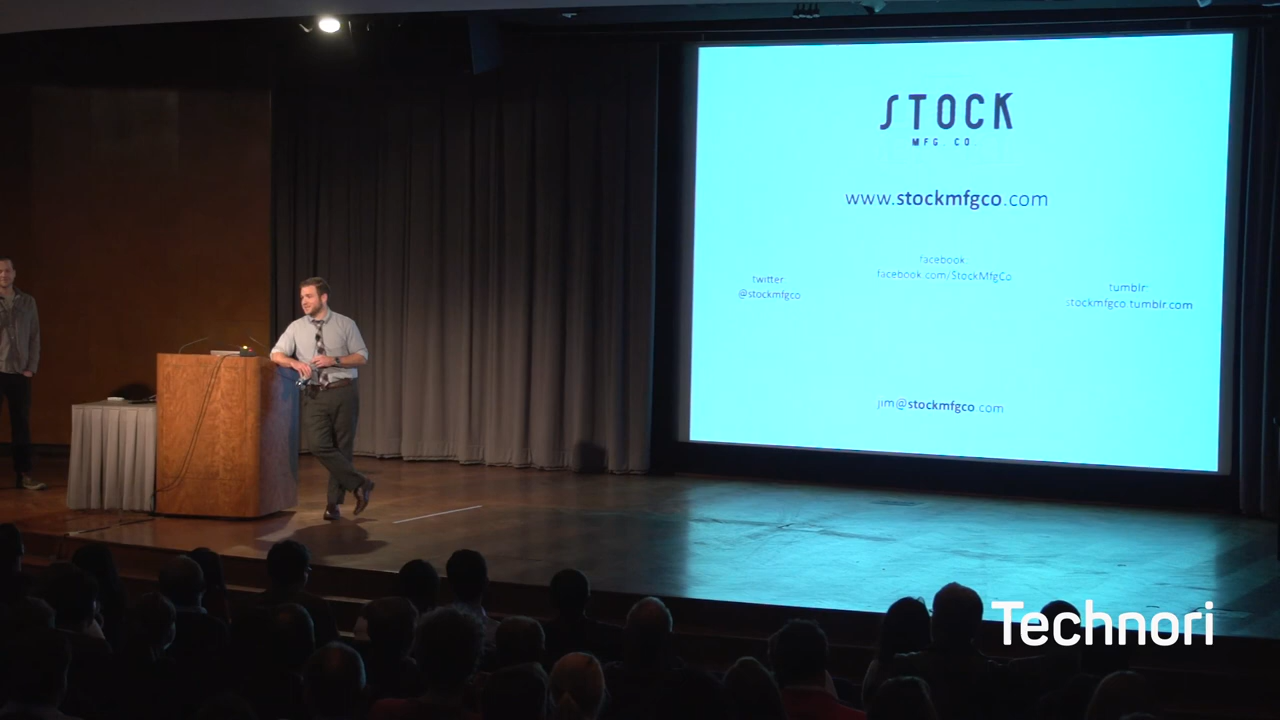 STOCK
MFG. CO.
www.stockmfgco.com
facebook
facebook.com/StockMfgCo
twitter
@stockmfgco
tumblr
stockmfgco.tumblr.com
jim@stockmfgco.com
Technori